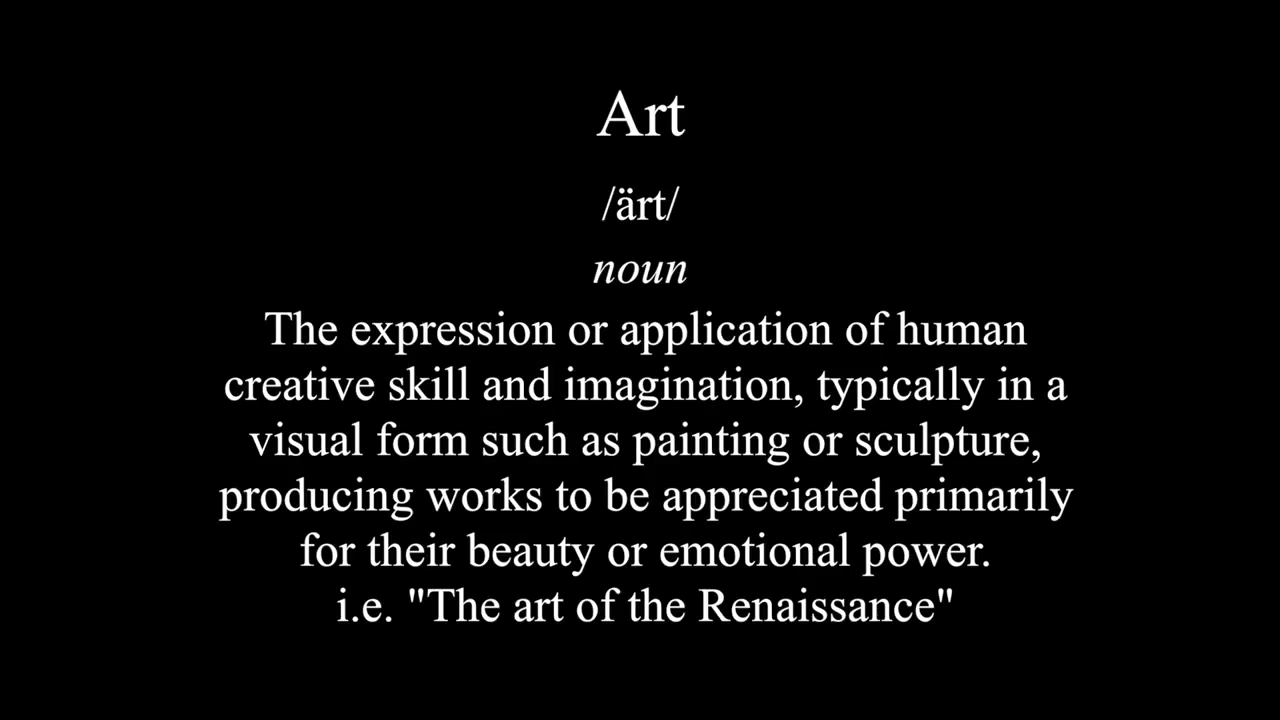 Art
/ärt/
noun
The expression or application of human
creative skill and imagination, typically in a
visual form such as painting or sculpture,
producing works to be appreciated primarily
for their beauty or emotional power.
i.e. "The art of the Renaissance"